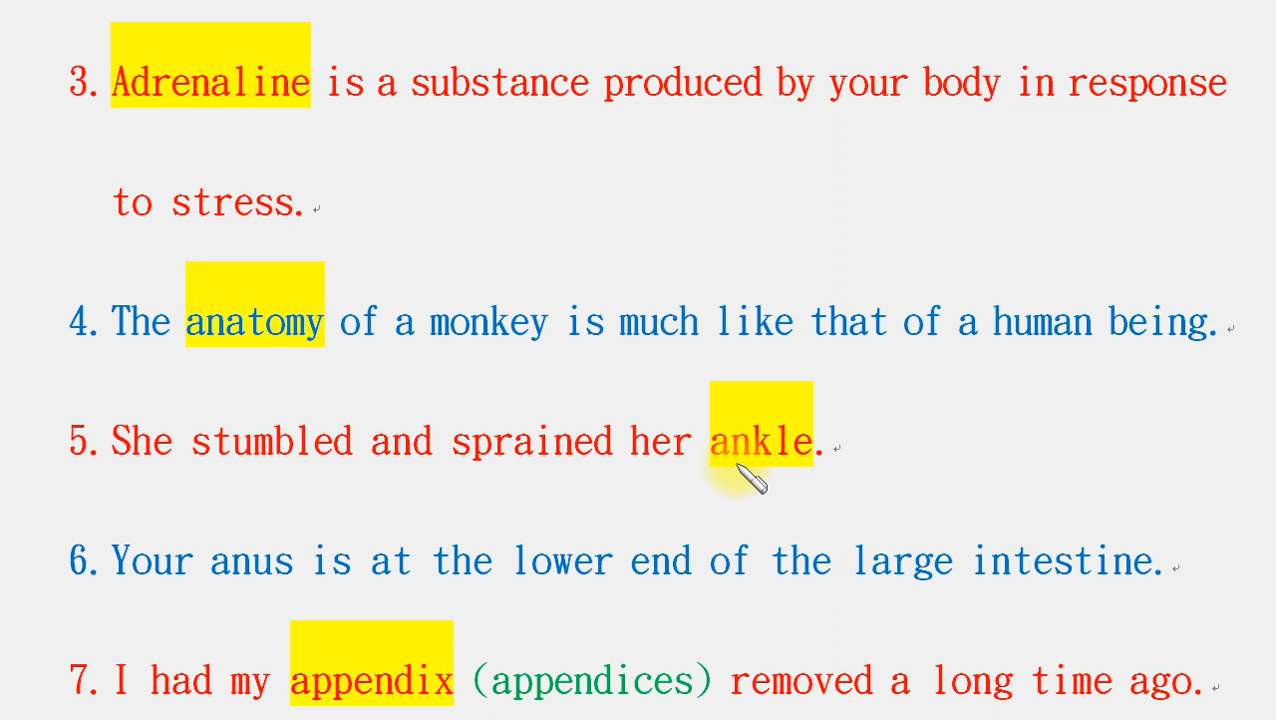 3. Adrenaline is a substance produced by your body in response
to stress.
4. The anatomy of a monkey is much like that of a human being.
5. She stumbled and sprained her ankle.
6. Your anus is at the lower end of the large intestine.
7. I had my appendix (appendices) removed a long time ago.